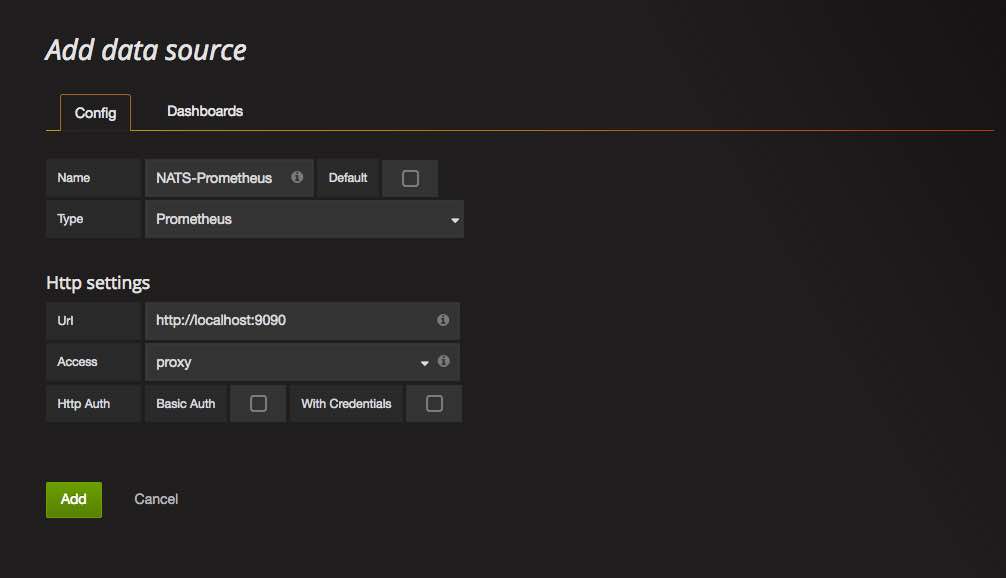 Add data source
Config Dashboards
Name NATS-Prometheus Default
Type Prometheus
Http settings
Url http://localhost:9090
Access proxy
Http Auth Basic Auth With Credentials
Add Cancel